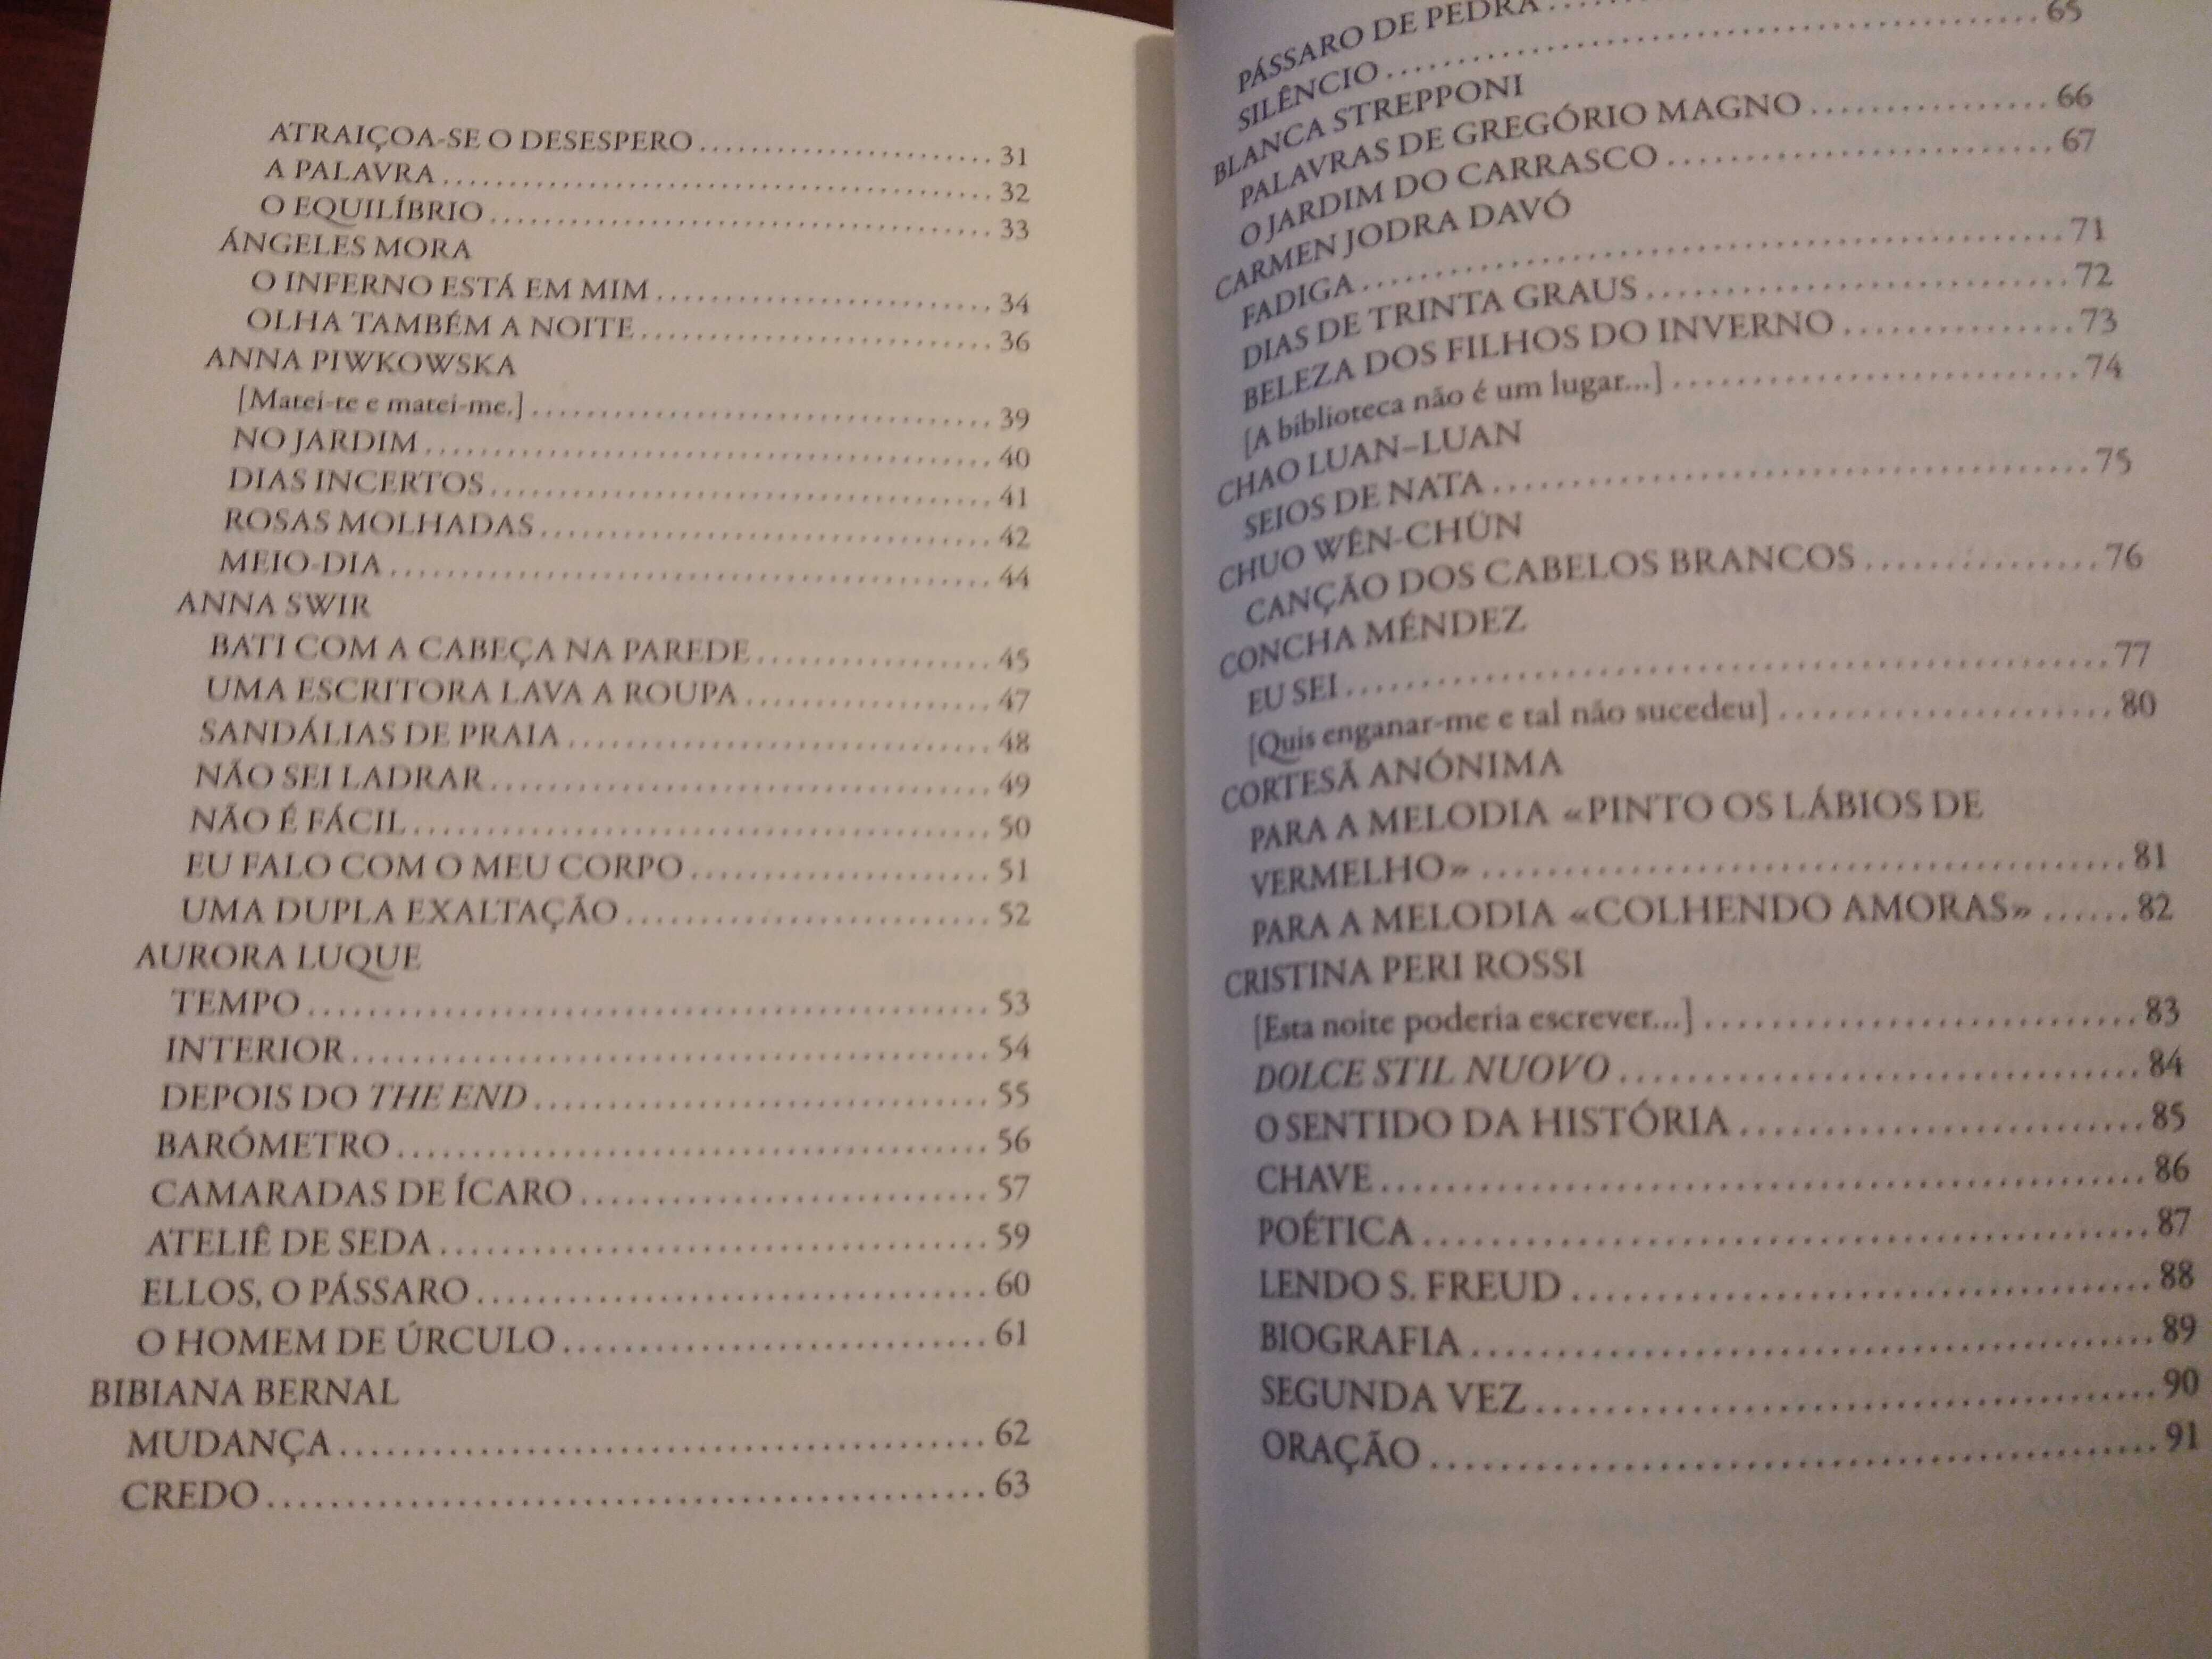 ATRAIÇOA-SE O DESESPERO ........................ 31
A PALAVRA ........................ 32
O EQUILÍBRIO ........................ 33
ÁNGELES MORA
O INFERNO ESTÁ EM MIM ........................ 34
OLHA TAMBÉM A NOITE ........................ 36
ANNA PIWKOWSKA
[Matei-te e matei-me.] ........................ 39
NO JARDIM ........................ 40
DIAS INCERTOS ........................ 41
ROSAS MOLHADAS ........................ 42
MEIO-DIA ........................ 44
ANNA SWIR
BATI COM A CABEÇA NA PAREDE ........................ 45
UMA ESCRITORA LAVA A ROUPA ........................ 47
SANDÁLIAS DE PRAIA ........................ 48
NÃO SEI LADRAR ........................ 49
NÃO É FÁCIL ........................ 50
EU FALO COM O MEU CORPO ........................ 51
UMA DUPLA EXALTAÇÃO ........................ 52
AURORA LUQUE
TEMPO ........................ 53
INTERIOR ........................ 54
DEPOIS DO THE END ........................ 55
BARÓMETRO ........................ 56
CAMARADAS DE ÍCARO ........................ 57
ATELIÊ DE SEDA ........................ 59
ELLOS, O PÁSSARO ........................ 60
O HOMEM DE ÚRCULO ........................ 61
BIBIANA BERNAL
MUDANÇA ........................ 62
CREDO ........................ 63
PÁSSARO DE PEDRA ........................
SILÊNCIO ........................ 65
BLANCA STREPPONI
PALAVRAS DE GREGÓRIO MAGNO ........................ 66
O JARDIM DO CARRASCO ........................ 67
CARMEN JODRA DAVÓ
FADIGA ........................ 71
DIAS DE TRINTA GRAUS ........................ 72
BELEZA DOS FILHOS DO INVERNO ........................ 73
[A biblioteca não é um lugar...] ........................ 74
CHAO LUAN-LUAN
SEIOS DE NATA ........................ 75
CHUO WÊN-CHÜN
CANÇÃO DOS CABELOS BRANCOS ........................ 76
CONCHA MÉNDEZ
EU SEI ........................ 77
[Quis enganar-me e tal não sucedeu] ........................ 80
CORTESÃ ANÓNIMA
PARA A MELODIA «PINTO OS LÁBIOS DE
VERMELHO» ........................ 81
PARA A MELODIA «COLHENDO AMORAS» ...... 82
CRISTINA PERI ROSSI
[Esta noite poderia escrever...] ........................ 83
DOLCE STIL NUOVO ........................ 84
O SENTIDO DA HISTÓRIA ........................ 85
CHAVE ........................ 86
POÉTICA ........................ 87
LENDO S. FREUD ........................ 88
BIOGRAFIA ........................ 89
SEGUNDA VEZ ........................ 90
ORAÇÃO ........................ 91